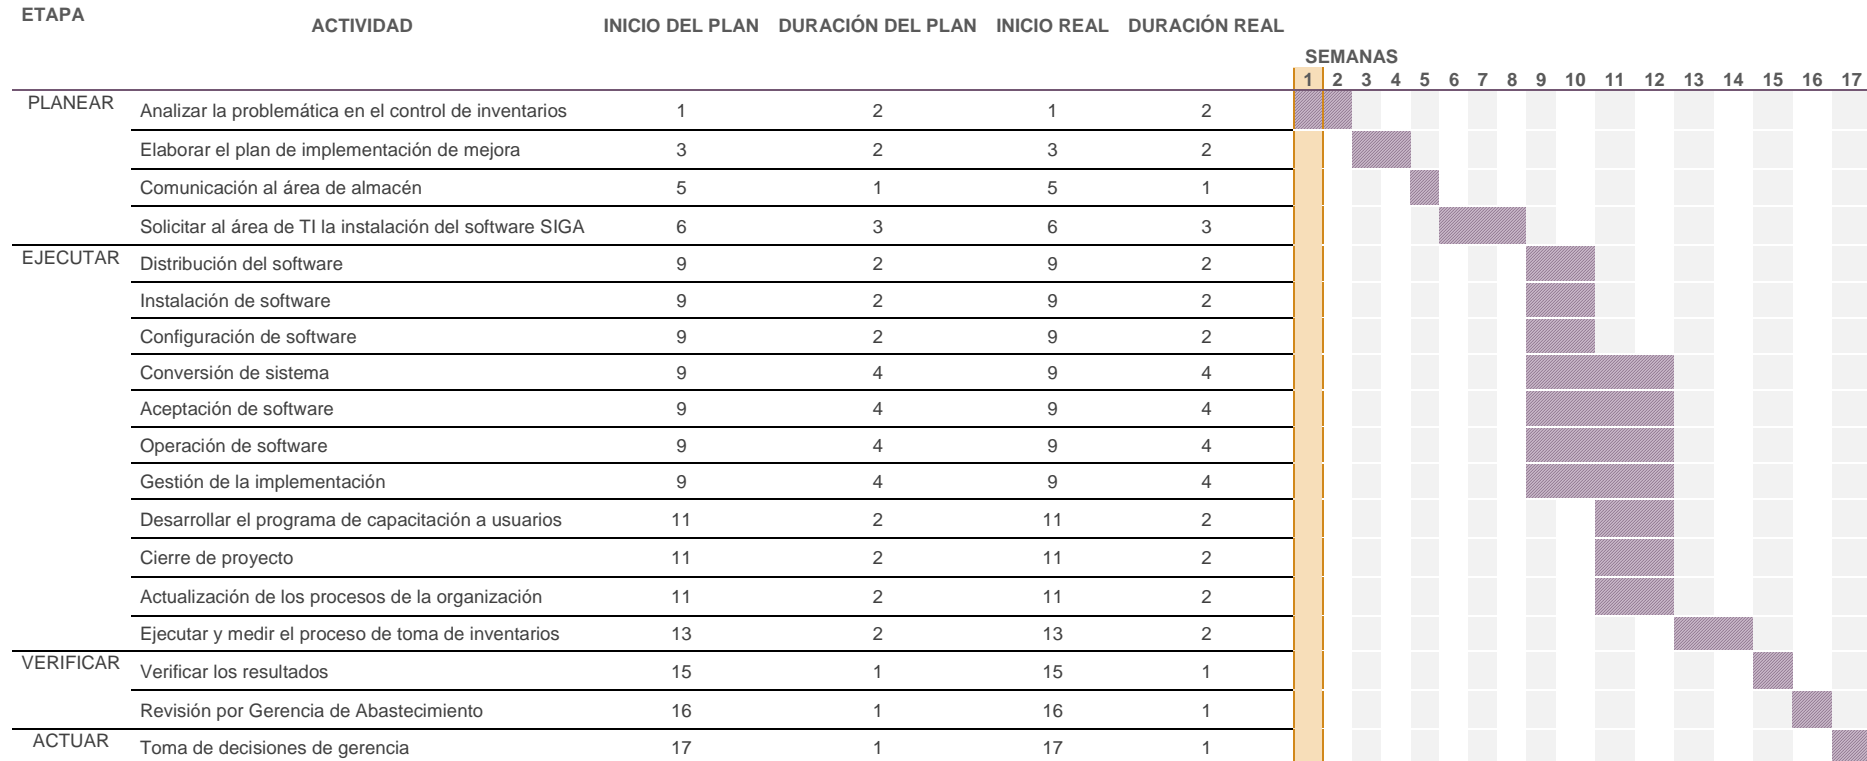 ETAPA
ACTIVIDAD INICIO DEL PLAN DURACIÓN DEL PLAN INICIO REAL DURACIÓN REAL
SEMANAS
1 2 3 4 5 6 7 8 9 10 11 12 13 14 15 16 17
PLANEAR Analizar la problemática en el control de inventarios 1 2 1 2
Elaborar el plan de implementación de mejora 3 2 3 2
Comunicación al área de almacén 5 1 5 1
Solicitar al área de TI la instalación del software SIGA 6 3 6 3
EJECUTAR Distribución del software 9 2 9 2
Instalación de software 9 2 9 2
Configuración de software 9 2 9 2
Conversión de sistema 9 4 9 4
Aceptación de software 9 4 9 4
Operación de software 9 4 9 4
Gestión de la implementación 9 4 9 4
Desarrollar el programa de capacitación a usuarios 11 2 11 2
Cierre de proyecto 11 2 11 2
Actualización de los procesos de la organización 11 2 11 2
Ejecutar y medir el proceso de toma de inventarios 13 2 13 2
VERIFICAR Verificar los resultados 15 1 15 1
Revisión por Gerencia de Abastecimiento 16 1 16 1
ACTUAR Toma de decisiones de gerencia 17 1 17 1